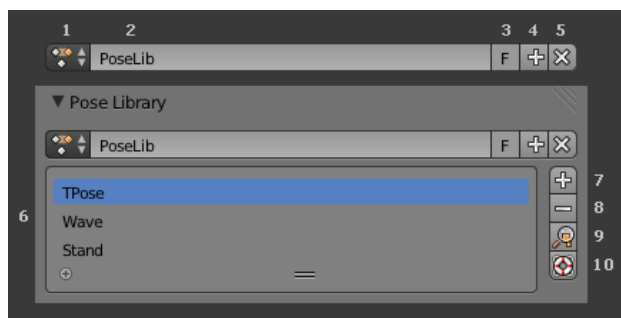 1 2 3 4 5
PoseLib F
Pose Library
PoseLib F
TPose 7
Wave 8
6
Stand 9
10